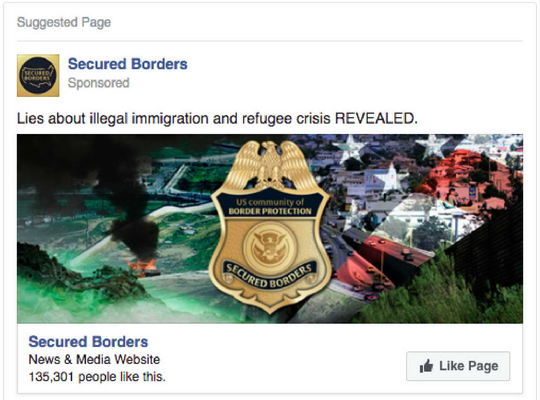 Suggested Page
SECURED
BORDERS
Secured Borders
Sponsored
Lies about illegal immigration and refugee crisis REVEALED.
US community of
BORDER PROTECTION
SECURED BORDERS
Secured Borders
News & Media Website
135,301 people like this.
Like Page